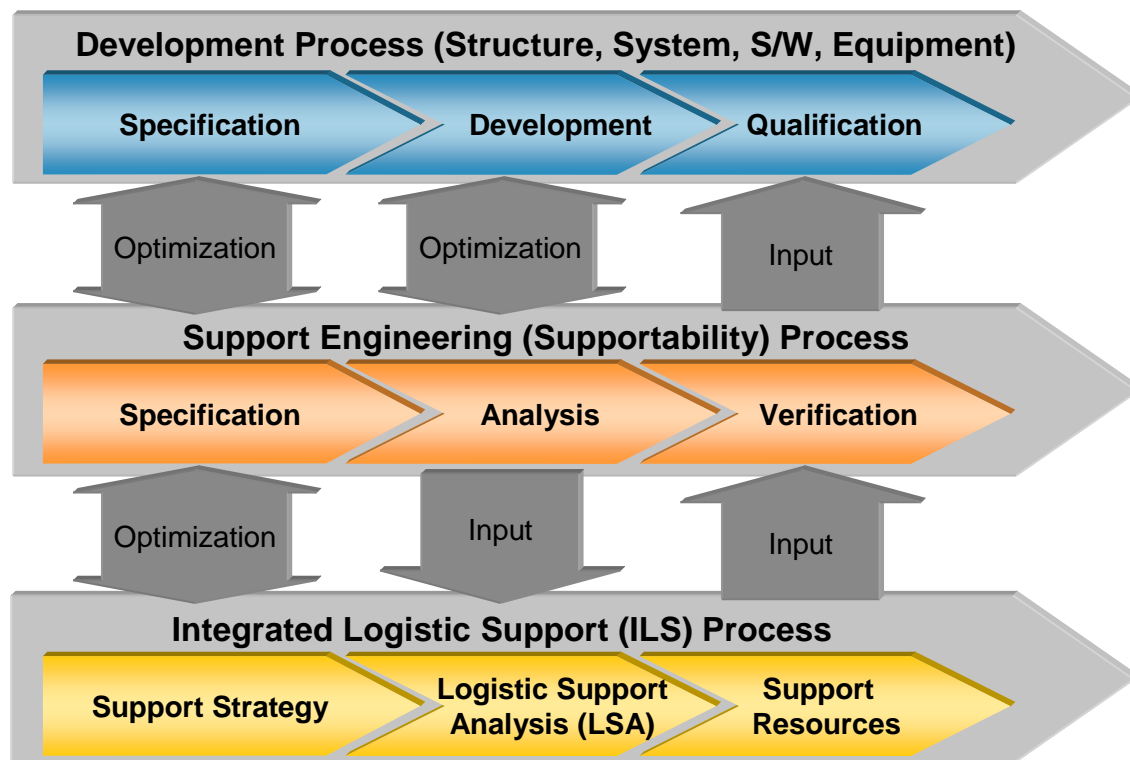 Development Process (Structure, System, S/W, Equipment)
Specification
Development
Qualification
Optimization
Optimization
Input
Support Engineering (Supportability) Process
Specification
Analysis
Verification
Optimization
Input
Input
Integrated Logistic Support (ILS) Process
Support Strategy
Logistic Support
Analysis (LSA)
Support
Resources